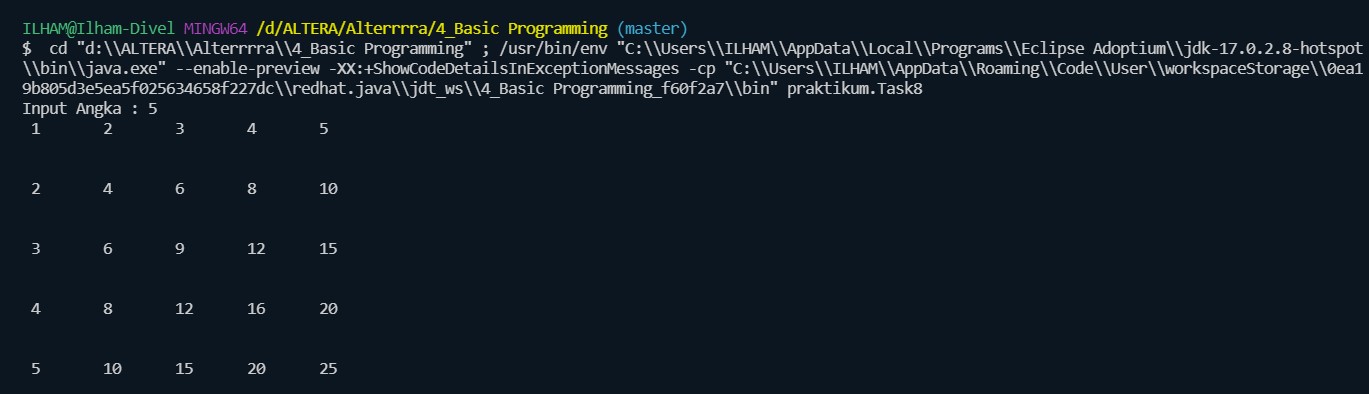 ILHAM@Ilham-Divel MINGW64 /d/ALTERA/Alterrrra/4_Basic Programming (master)
$  cd "d:\\ALTERA\\Alterrrra\\4_Basic Programming" ; /usr/bin/env "C:\\Users\\ILHAM\\AppData\\Local\\Programs\\Eclipse Adoptium\\jdk-17.0.2.8-hotspot
\\bin\\java.exe" --enable-preview -XX:+ShowCodeDetailsInExceptionMessages -cp "C:\\Users\\ILHAM\\AppData\\Roaming\\Code\\User\\workspaceStorage\\0ea1
9b805d3e5ea5f025634658f227dc\\redhat.java\\jdt_ws\\4_Basic Programming_f60f2a7\\bin" praktikum.Task8
Input Angka : 5
1 2 3 4 5
2 4 6 8 10
3 6 9 12 15
4 8 12 16 20
5 10 15 20 25